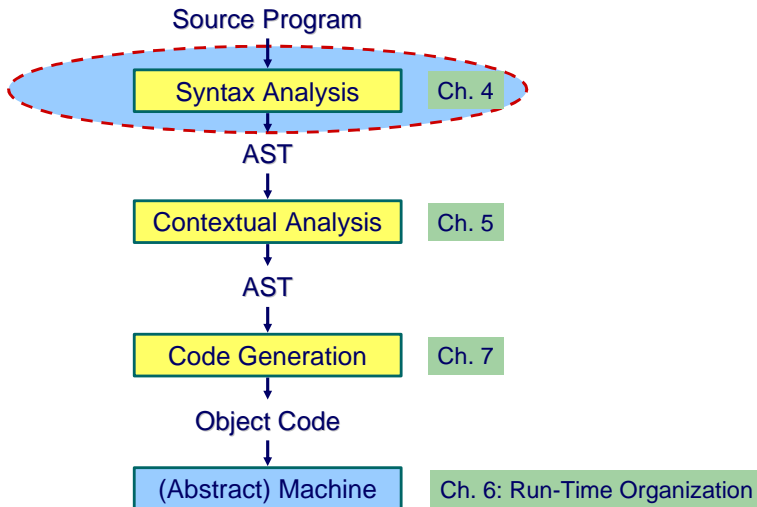 Source Program
Syntax Analysis
Ch. 4
AST
Contextual Analysis
Ch. 5
AST
Code Generation
Ch. 7
Object Code
(Abstract) Machine
Ch. 6: Run-Time Organization